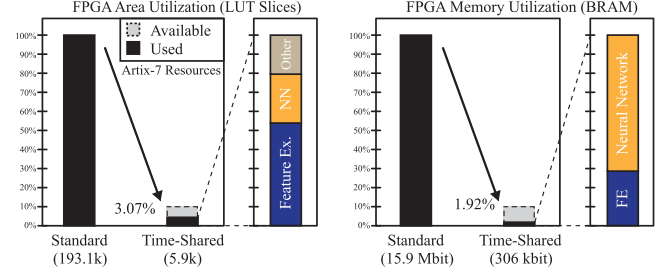 FPGA Area Utilization (LUT Slices)
100%
90%
80%
70%
60%
50%
40%
30%
20%
10%
0%
Available
Used
Artix-7 Resources
3.07%
Standard
(193.1k)
Time-Shared
(5.9k)
Other
NN
Feature Ex.
FPGA Memory Utilization (BRAM)
100%
90%
80%
70%
60%
50%
40%
30%
20%
10%
0%
1.92%
Standard
(15.9 Mbit)
Time-Shared
(306 kbit)
Neural Network
FE